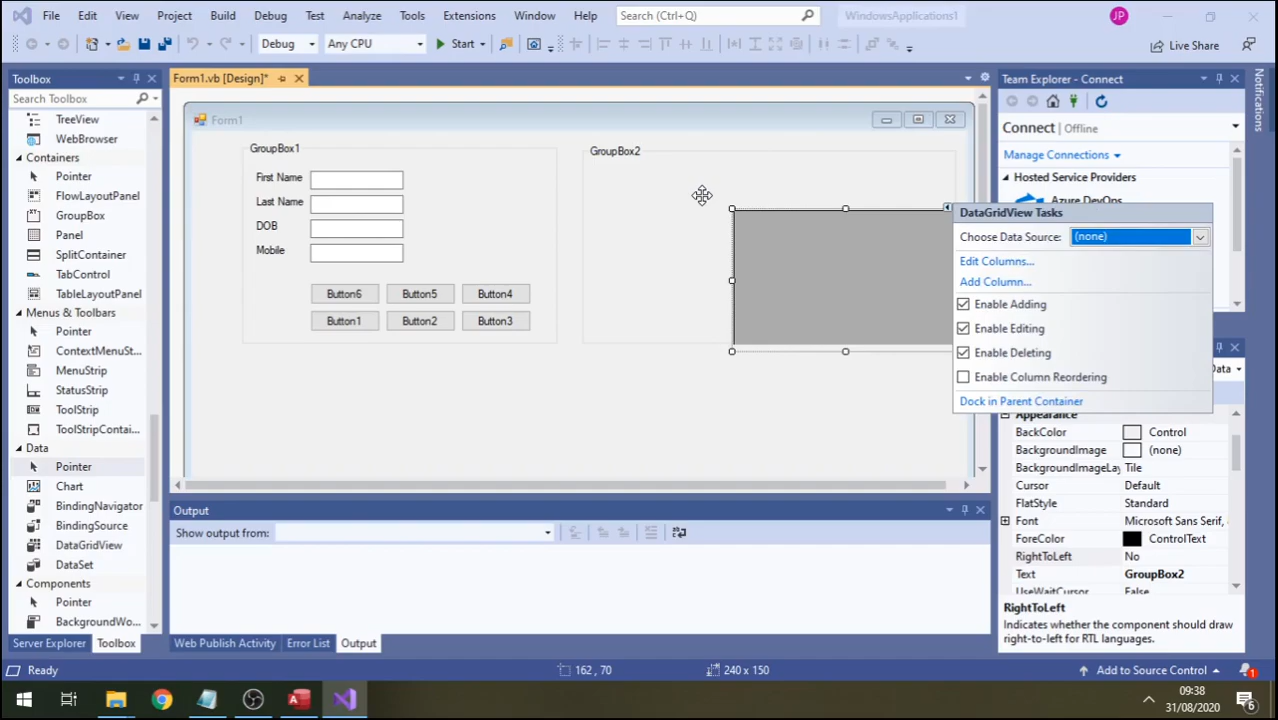 File Edit View Project Build Debug Test Analyze Tools Extensions Window Help Search (Ctrl+Q) WindowsApplications1 JP
Debug Any CPU Start Live Share
Toolbox
Search Toolbox
TreeView
WebBrowser
Containers
Pointer
FlowLayoutPanel
GroupBox
Panel
SplitContainer
TabControl
TableLayoutPanel
Menus & Toolbars
Pointer
ContextMenuSt...
MenuStrip
StatusStrip
ToolStrip
ToolStripContai...
Data
Pointer
Chart
BindingNavigator
BindingSource
DataGridView
DataSet
Components
Pointer
BackgroundWo...
Server Explorer Toolbox
Form1.vb [Design]*
Form1
GroupBox1
First Name
Last Name
DOB
Mobile
Button6 Button5 Button4
Button1 Button2 Button3
GroupBox2
DataGridView Tasks
Choose Data Source: (none)
Edit Columns...
Add Column...
Enable Adding
Enable Editing
Enable Deleting
Enable Column Reordering
Dock in Parent Container
Output
Show output from:
Web Publish Activity Error List Output
Team Explorer - Connect
Connect | Offline
Manage Connections
Hosted Service Providers
Azure DevOps
Notifications
Data
Appearance
BackColor Control
BackgroundImage (none)
BackgroundImageLay Tile
Cursor Default
FlatStyle Standard
Font Microsoft Sans Serif,
ForeColor ControlText
RightToLeft No
Text GroupBox2
UseWaitCursor False
RightToLeft
Indicates whether the component should draw
right-to-left for RTL languages.
Ready 162 , 70 240 x 150 Add to Source Control 1
09:38
31/08/2020
6